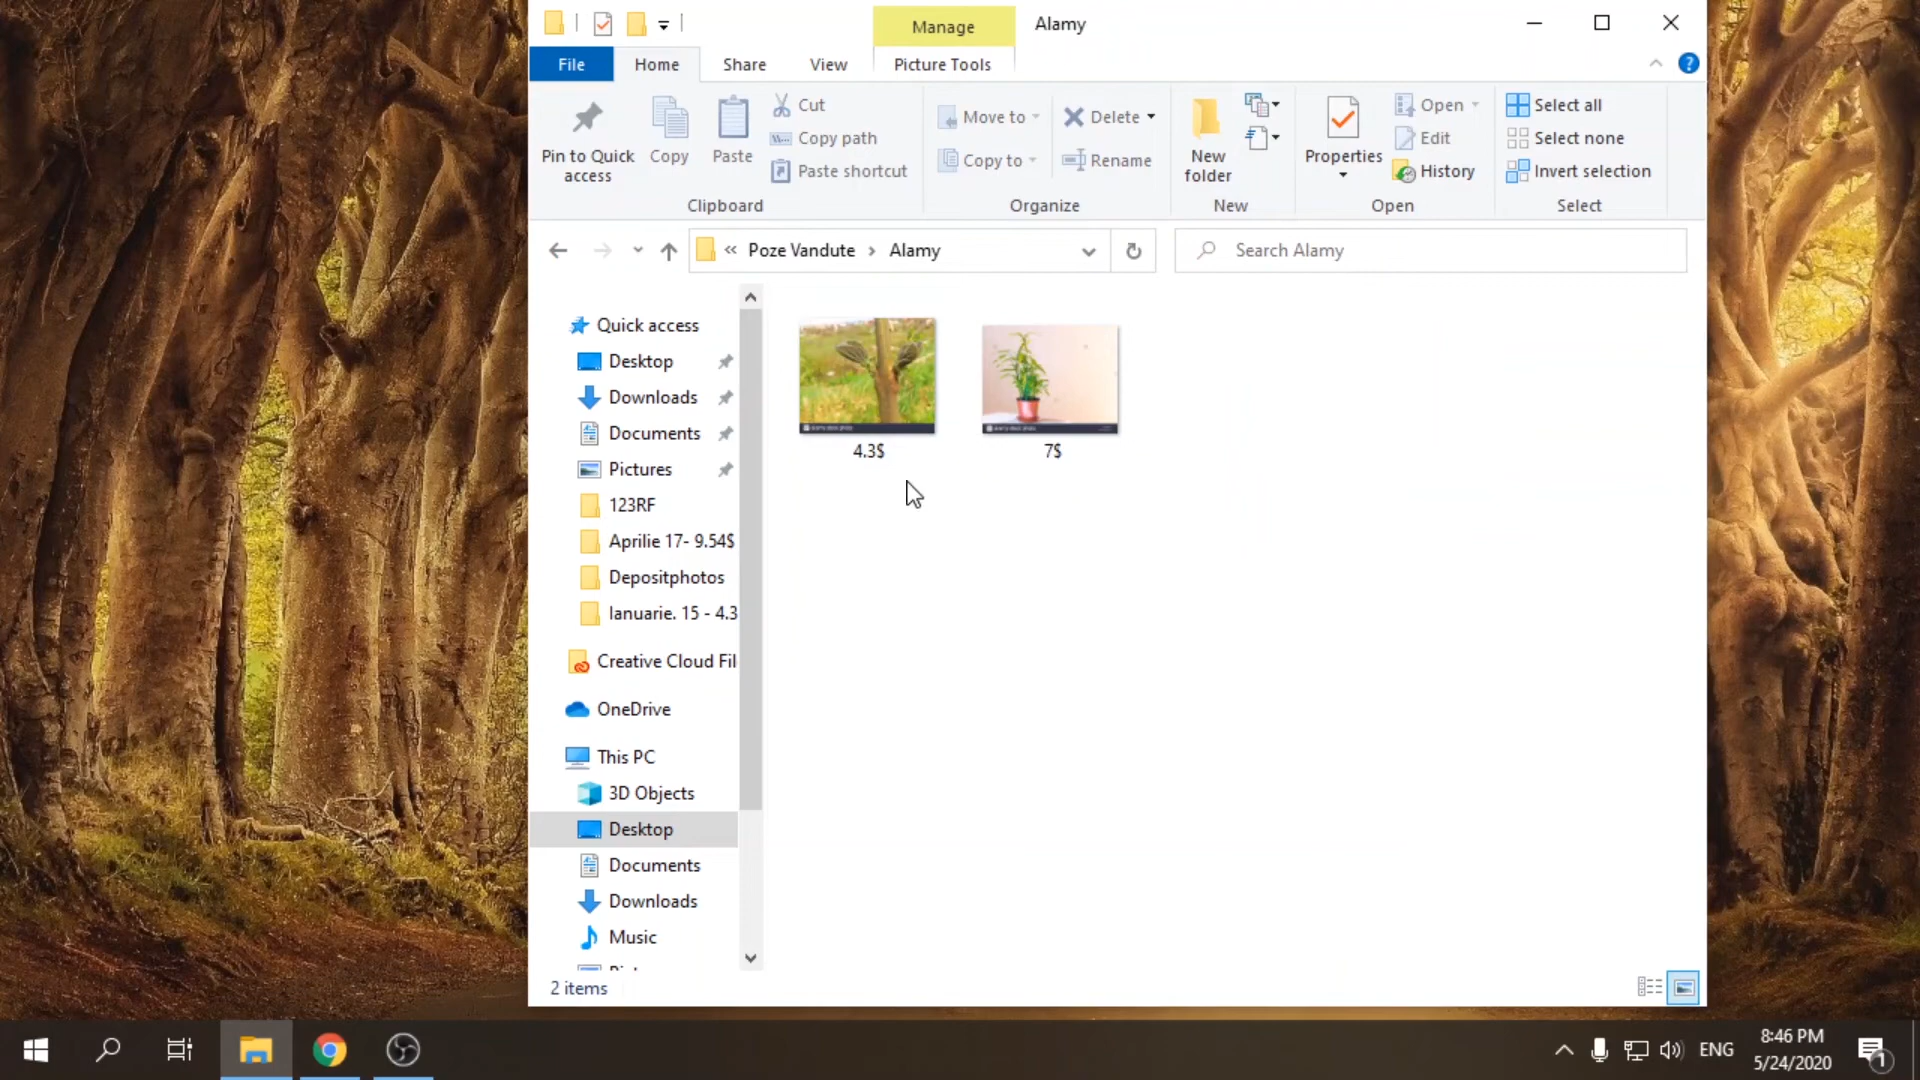 Manage
Alamy
File
Home
Share
View
Picture Tools
Pin to Quick
access
Copy
Paste
Cut
Copy path
Paste shortcut
Clipboard
Move to
Copy to
Delete
Rename
Organize
New
folder
New
Properties
Open
Edit
History
Open
Select all
Select none
Invert selection
Select
« Poze Vandute > Alamy
Search Alamy
Quick access
Desktop
Downloads
Documents
Pictures
123RF
Aprilie 17- 9.54$
Depositphotos
Ianuarie. 15 - 4.3
Creative Cloud Fil
OneDrive
This PC
3D Objects
Desktop
Documents
Downloads
Music
4.3$
7$
2 items
ENG
8:46 PM
5/24/2020
1